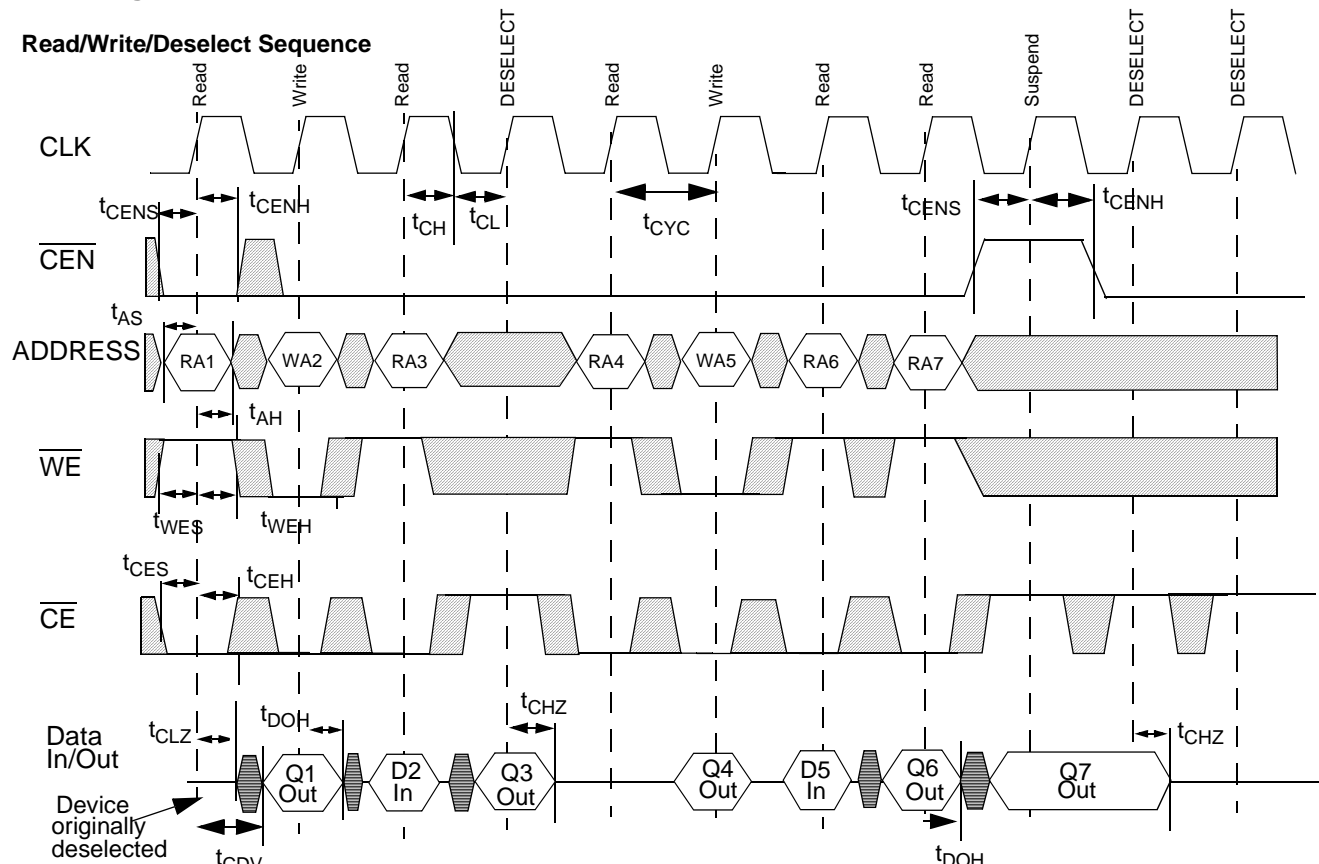 Read/Write/Deselect Sequence
Read
Write
Read
DESELECT
Read
Write
Read
Read
Suspend
DESELECT
DESELECT
CLK
tCENS
tCENH
tCH
tCL
tCYC
tCENS
tCENH
CEN
tAS
ADDRESS
RA1
WA2
RA3
RA4
WA5
RA6
RA7
tAH
WE
tWES
tWEH
tCES
tCEH
CE
tCLZ
tDOH
tCHZ
tCHZ
Data
In/Out
Q1
Out
D2
In
Q3
Out
Q4
Out
D5
In
Q6
Out
Q7
Out
Device
originally
deselected
tCDV
tDOH